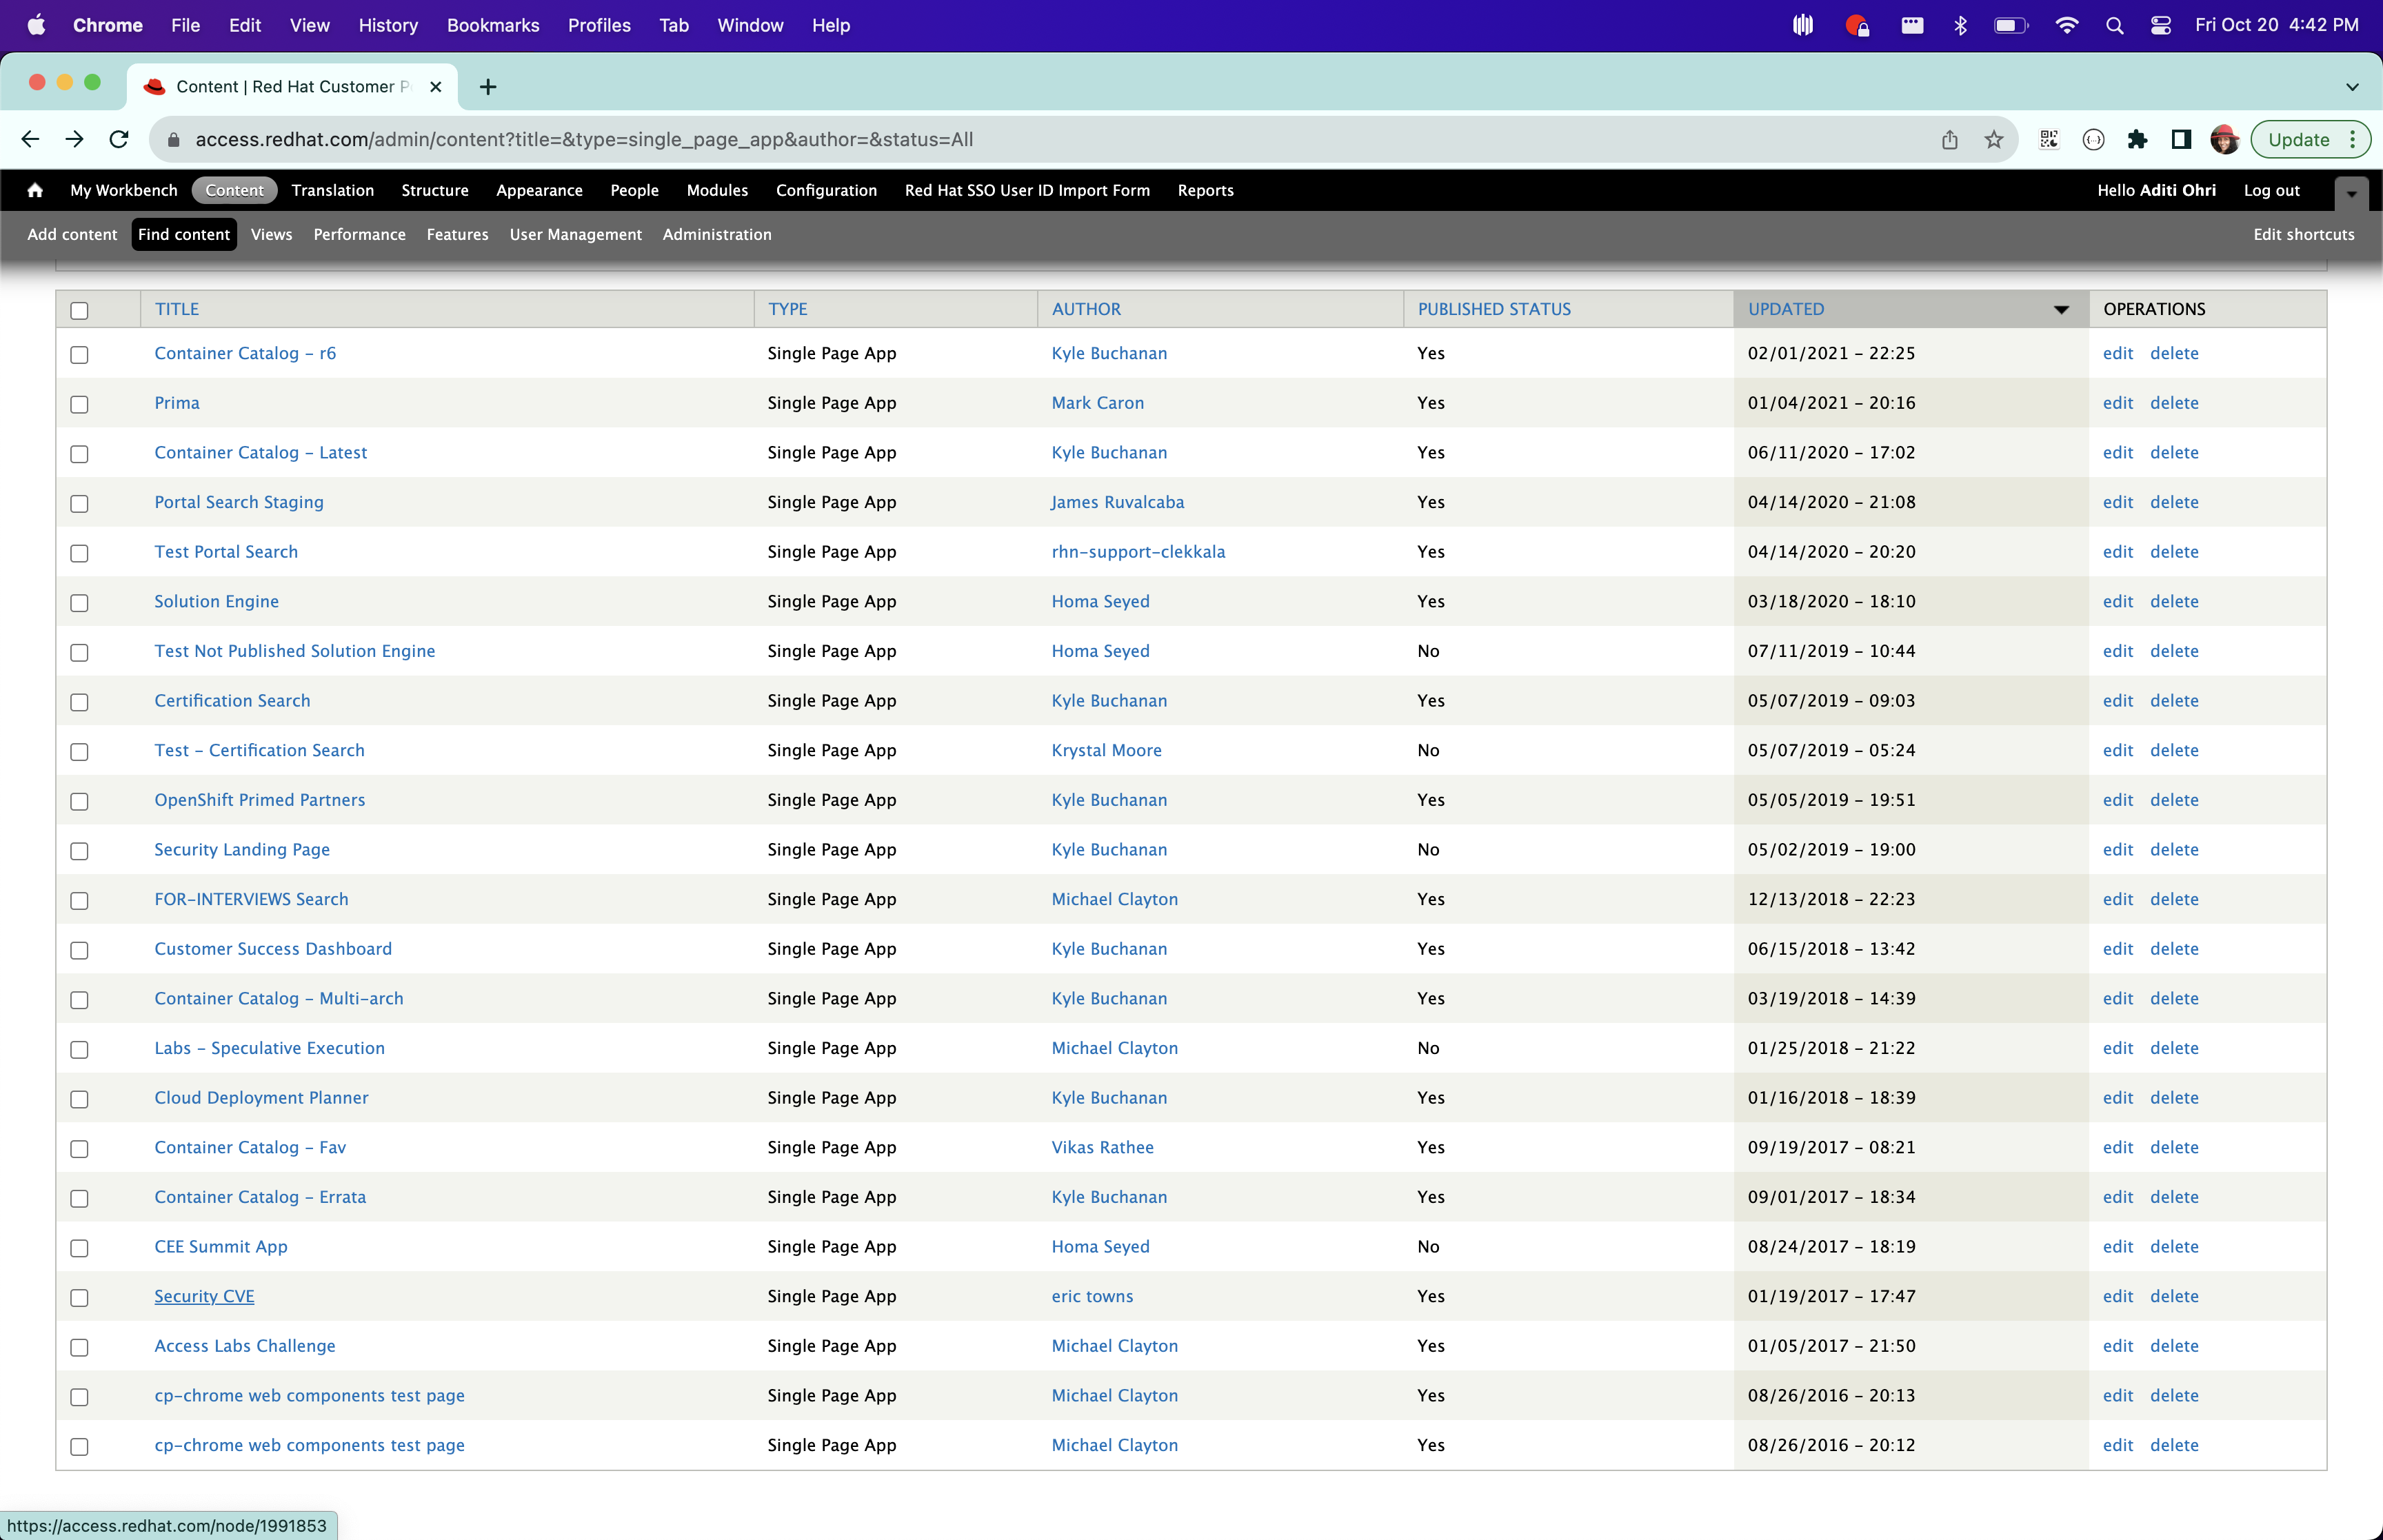 Chrome File Edit View History Bookmarks Profiles Tab Window Help Fri Oct 20 4:42 PM
Content | Red Hat Customer P
access.redhat.com/admin/content?title=&type=single_page_app&author=&status=All Update
My Workbench Content Translation Structure Appearance People Modules Configuration Red Hat SSO User ID Import Form Reports Hello Aditi Ohri Log out
Add content Find content Views Performance Features User Management Administration Edit shortcuts
TITLE TYPE AUTHOR PUBLISHED STATUS UPDATED OPERATIONS
Container Catalog – r6 Single Page App Kyle Buchanan Yes 02/01/2021 – 22:25 edit delete
Prima Single Page App Mark Caron Yes 01/04/2021 – 20:16 edit delete
Container Catalog – Latest Single Page App Kyle Buchanan Yes 06/11/2020 – 17:02 edit delete
Portal Search Staging Single Page App James Ruvalcaba Yes 04/14/2020 – 21:08 edit delete
Test Portal Search Single Page App rhn-support-clekkala Yes 04/14/2020 – 20:20 edit delete
Solution Engine Single Page App Homa Seyed Yes 03/18/2020 – 18:10 edit delete
Test Not Published Solution Engine Single Page App Homa Seyed No 07/11/2019 – 10:44 edit delete
Certification Search Single Page App Kyle Buchanan Yes 05/07/2019 – 09:03 edit delete
Test – Certification Search Single Page App Krystal Moore No 05/07/2019 – 05:24 edit delete
OpenShift Primed Partners Single Page App Kyle Buchanan Yes 05/05/2019 – 19:51 edit delete
Security Landing Page Single Page App Kyle Buchanan No 05/02/2019 – 19:00 edit delete
FOR-INTERVIEWS Search Single Page App Michael Clayton Yes 12/13/2018 – 22:23 edit delete
Customer Success Dashboard Single Page App Kyle Buchanan Yes 06/15/2018 – 13:42 edit delete
Container Catalog – Multi-arch Single Page App Kyle Buchanan Yes 03/19/2018 – 14:39 edit delete
Labs – Speculative Execution Single Page App Michael Clayton No 01/25/2018 – 21:22 edit delete
Cloud Deployment Planner Single Page App Kyle Buchanan Yes 01/16/2018 – 18:39 edit delete
Container Catalog – Fav Single Page App Vikas Rathee Yes 09/19/2017 – 08:21 edit delete
Container Catalog – Errata Single Page App Kyle Buchanan Yes 09/01/2017 – 18:34 edit delete
CEE Summit App Single Page App Homa Seyed No 08/24/2017 – 18:19 edit delete
Security CVE Single Page App eric towns Yes 01/19/2017 – 17:47 edit delete
Access Labs Challenge Single Page App Michael Clayton Yes 01/05/2017 – 21:50 edit delete
cp-chrome web components test page Single Page App Michael Clayton Yes 08/26/2016 – 20:13 edit delete
cp-chrome web components test page Single Page App Michael Clayton Yes 08/26/2016 – 20:12 edit delete
https://access.redhat.com/node/1991853